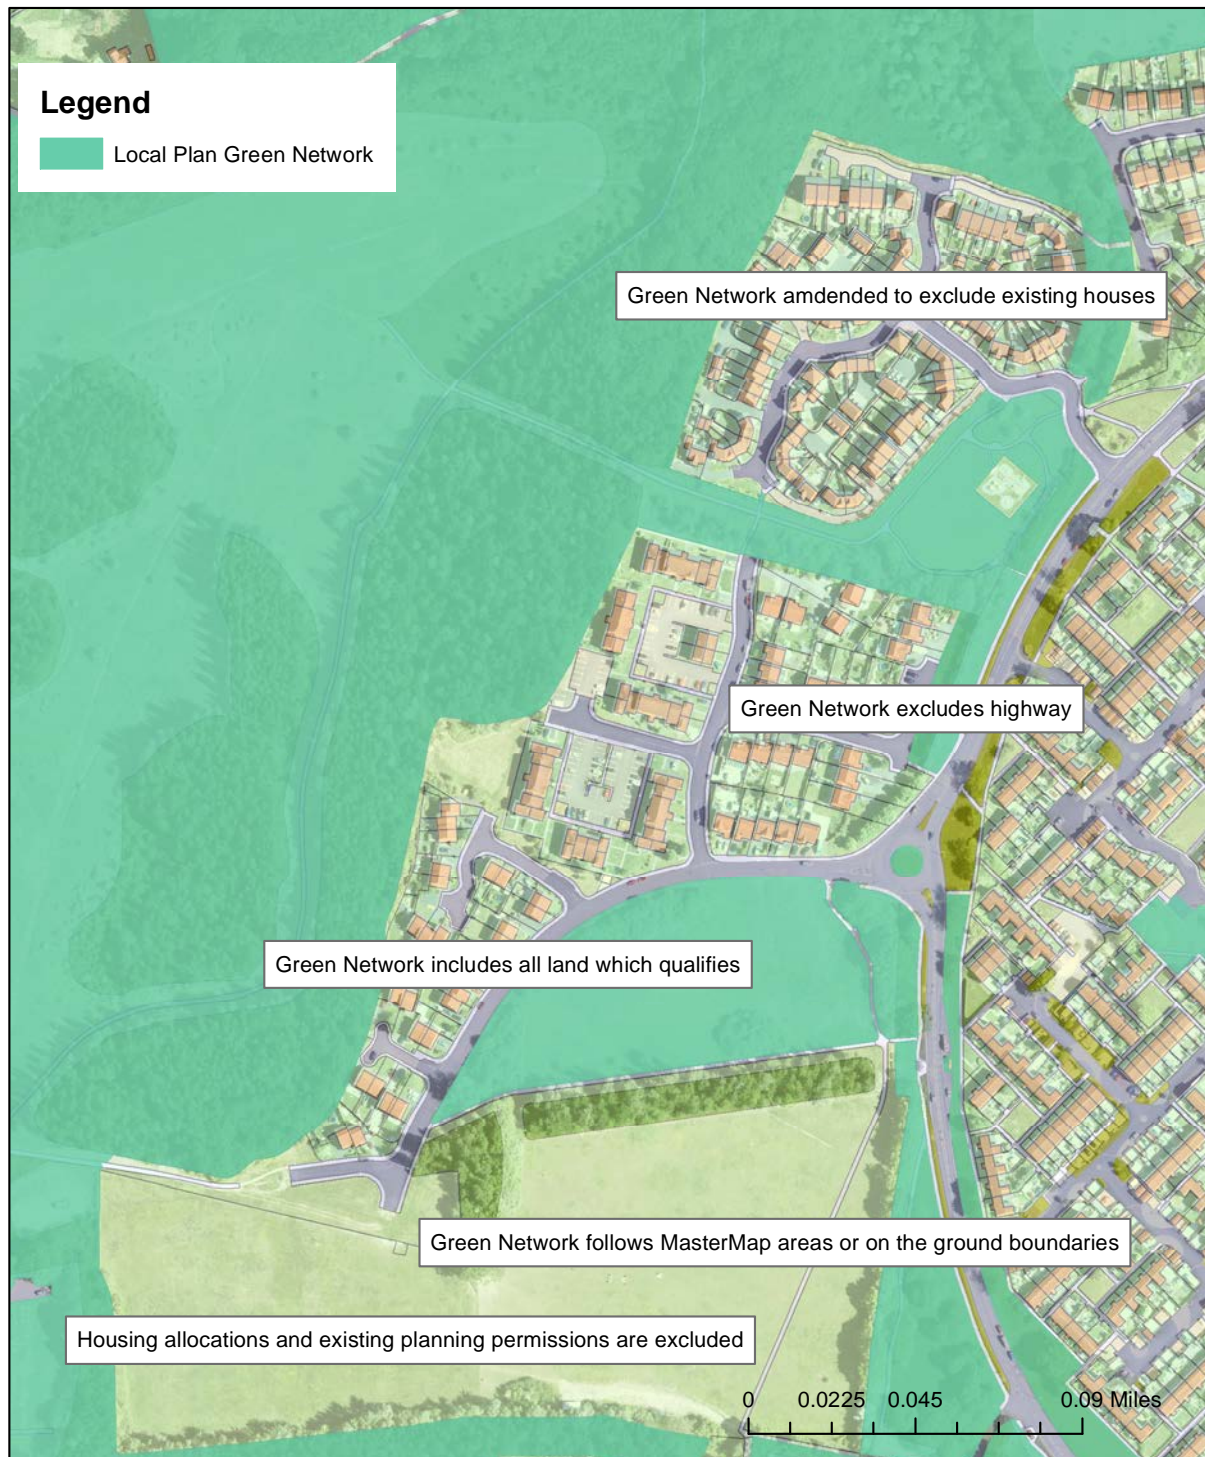 Legend
Local Plan Green Network
Green Network amdended to exclude existing houses
Green Network excludes highway
Green Network includes all land which qualifies
Green Network follows MasterMap areas or on the ground boundaries
Housing allocations and existing planning permissions are excluded
0 0.0225 0.045 0.09 Miles